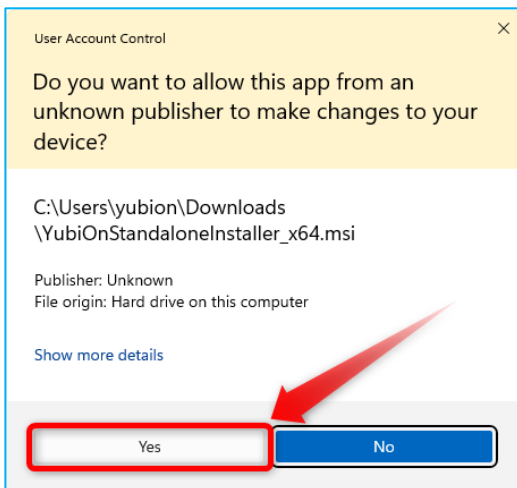 User Account Control
Do you want to allow this app from an
unknown publisher to make changes to your
device?
C:\Users\yubion\Downloads
\YubiOnStandaloneInstaller_x64.msi
Publisher: Unknown
File origin: Hard drive on this computer
Show more details
Yes
No